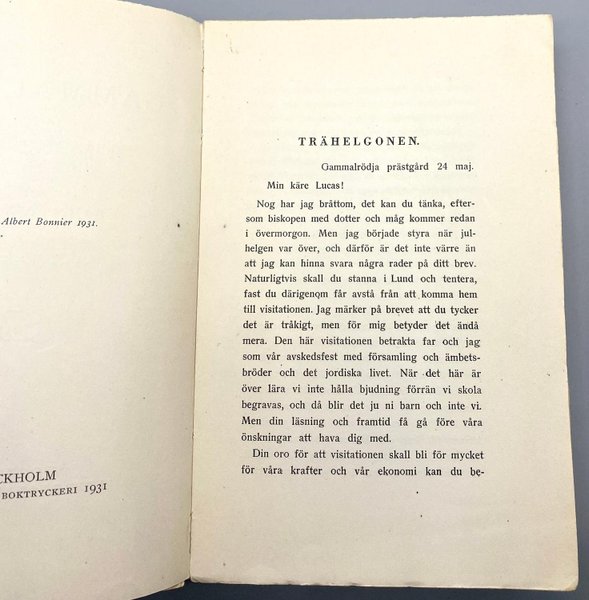 Albert Bonnier 1931.
CKHOLM
BOKTRYCKERI 1931
TRÄHELGONEN.
Gammalrödja prästgård 24 maj.
Min käre Lucas!
Nog har jag bråttom, det kan du tänka, efter-
som biskopen med dotter och måg kommer redan
i övermorgon. Men jag började styra när jul-
helgen var över, och därför är det inte värre än
att jag kan hinna svara några rader på ditt brev.
Naturligtvis skall du stanna i Lund och tentera,
fast du därigenom får avstå från att komma hem
till visitationen. Jag märker på brevet att du tycker
det är tråkigt, men för mig betyder det ändå
mera. Den här visitationen betrakta far och jag
som vår avskedsfest med församling och ämbets-
bröder och det jordiska livet. När det här är
över lära vi inte hålla bjudning förrän vi skola
begravas, och då blir det ju ni barn och inte vi.
Men din läsning och framtid få gå före våra
önskningar att hava dig med.
Din oro för att visitationen skall bli för mycket
för våra krafter och vår ekonomi kan du be-